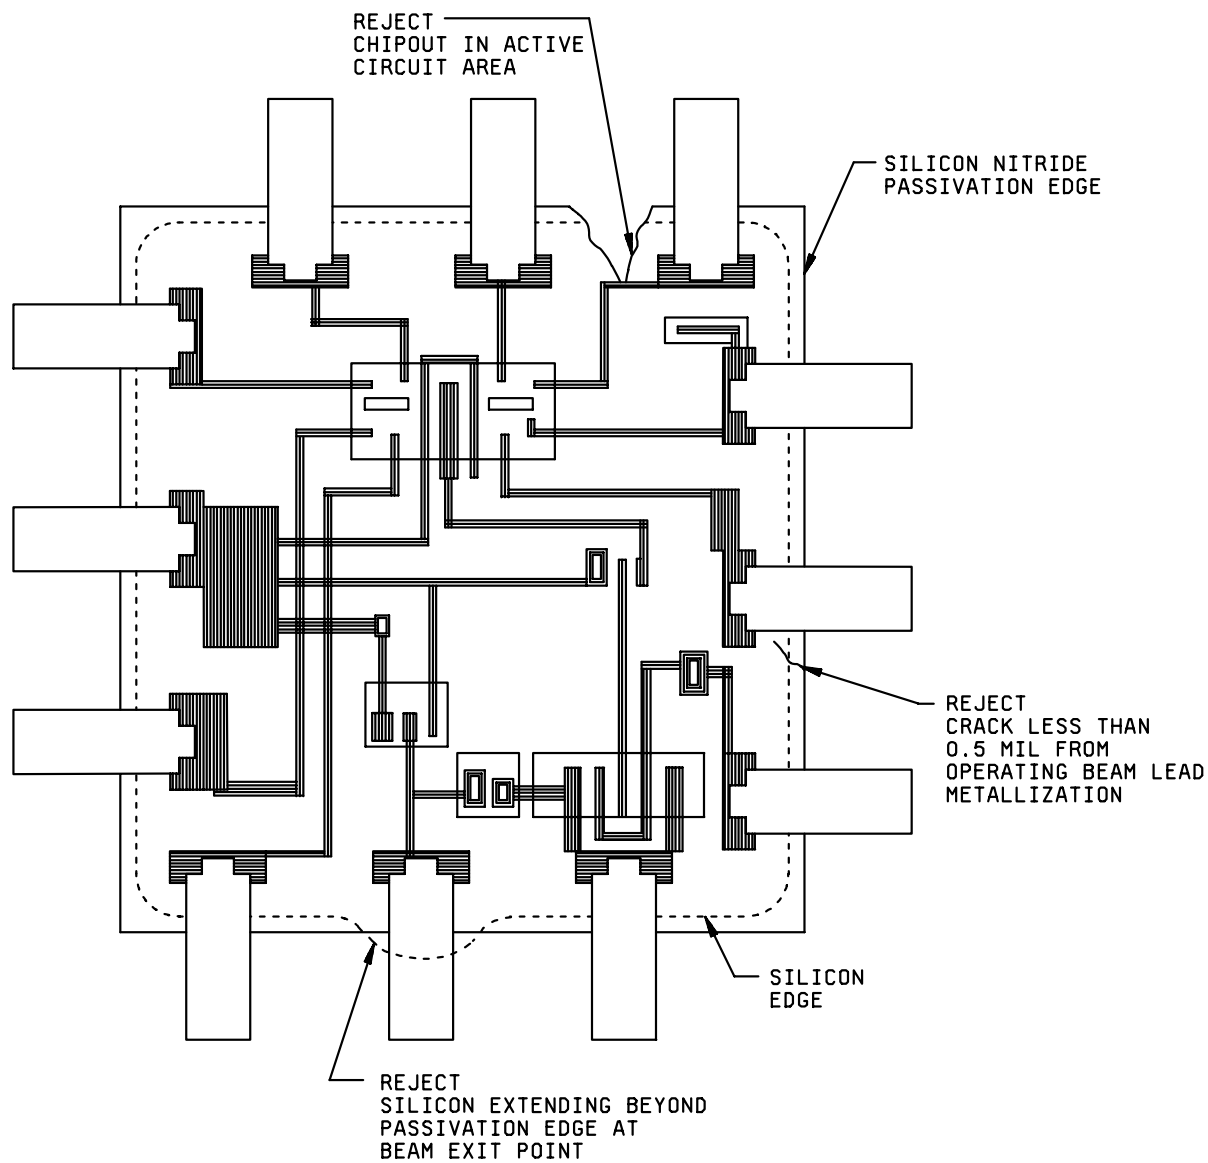 REJECT
CHIPOUT IN ACTIVE
CIRCUIT AREA
SILICON NITRIDE
PASSIVATION EDGE
REJECT
CRACK LESS THAN
0.5 MIL FROM
OPERATING BEAM LEAD
METALLIZATION
SILICON
EDGE
REJECT
SILICON EXTENDING BEYOND
PASSIVATION EDGE AT
BEAM EXIT POINT